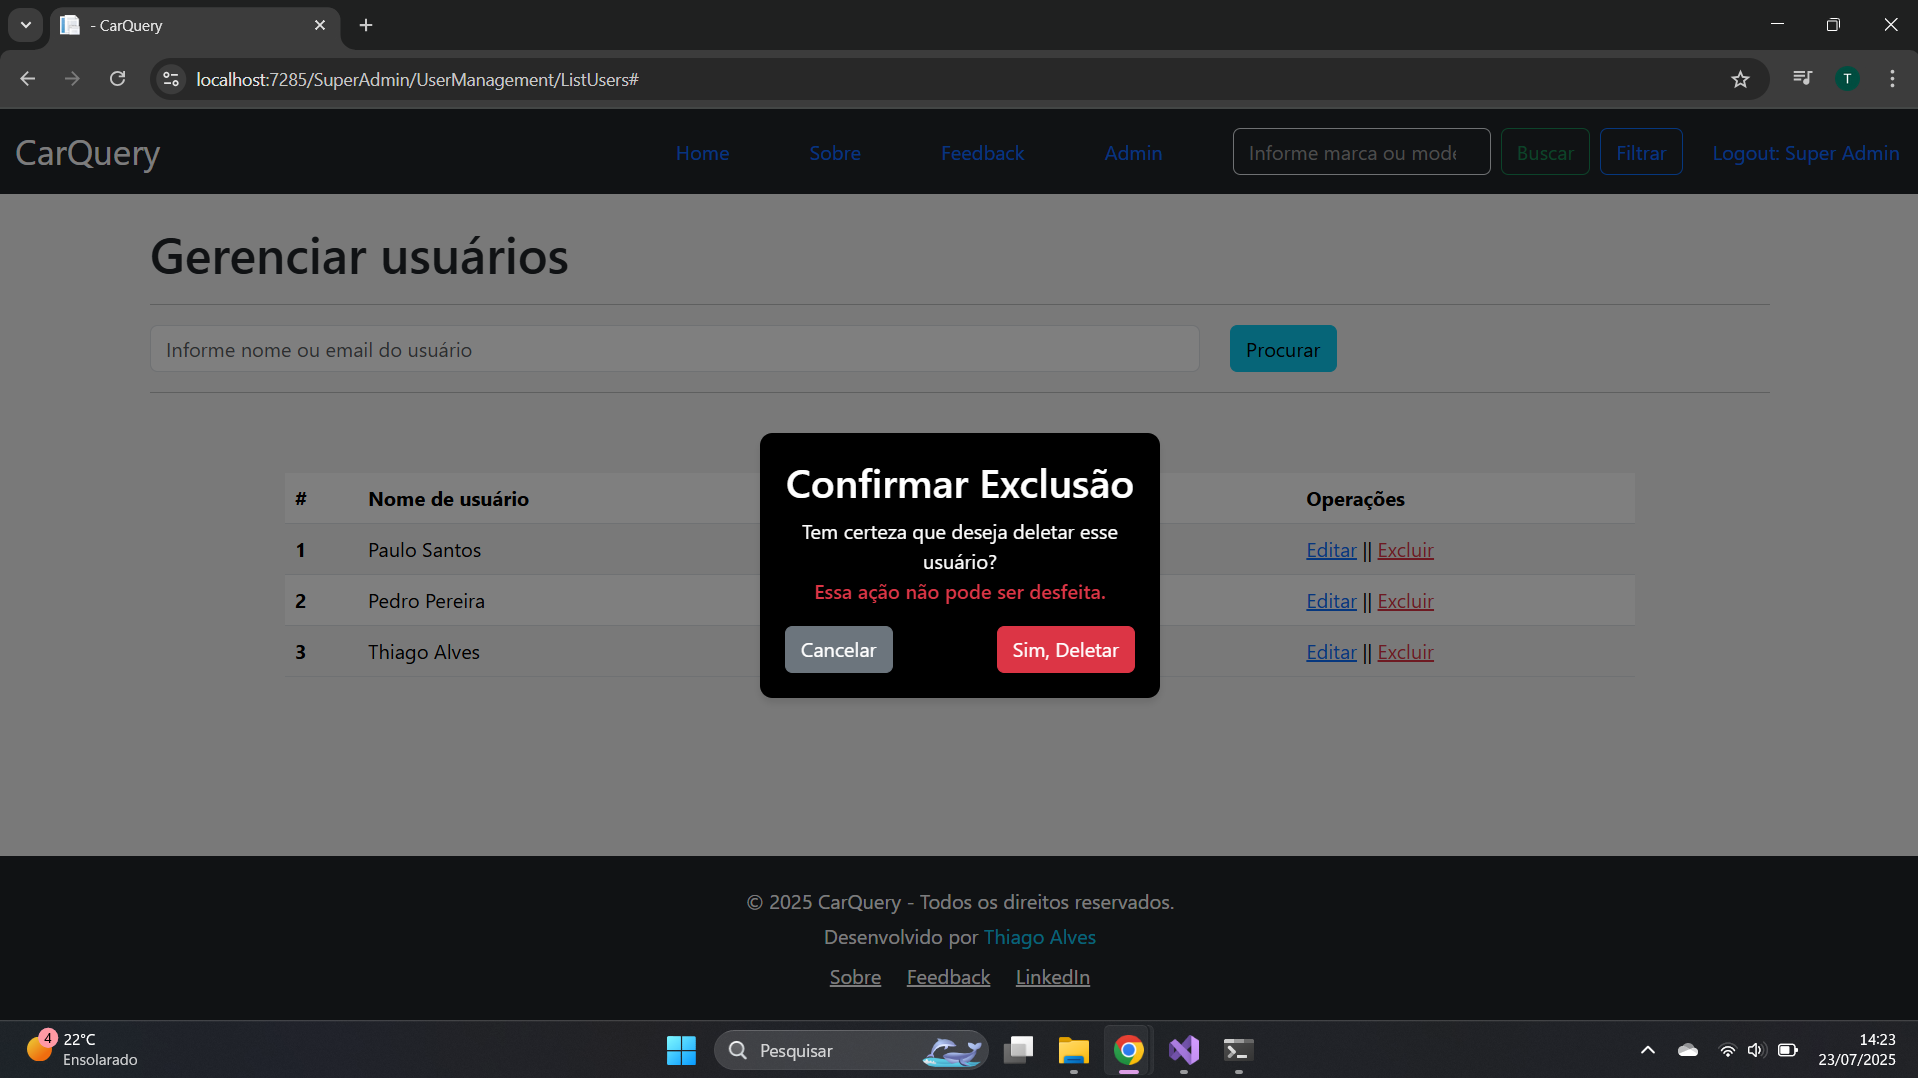 - CarQuery
localhost:7285/SuperAdmin/UserManagement/ListUsers#
T
CarQuery
Home
Sobre
Feedback
Admin
Informe marca ou mode
Buscar
Filtrar
Logout: Super Admin
Gerenciar usuários
Informe nome ou email do usuário
Procurar
# Nome de usuário Operações
1 Paulo Santos Editar || Excluir
2 Pedro Pereira Editar || Excluir
3 Thiago Alves Editar || Excluir
Confirmar Exclusão
Tem certeza que deseja deletar esse
usuário?
Essa ação não pode ser desfeita.
Cancelar
Sim, Deletar
© 2025 CarQuery - Todos os direitos reservados.
Desenvolvido por Thiago Alves
Sobre Feedback LinkedIn
4
22°C
Ensolarado
Pesquisar
14:23
23/07/2025